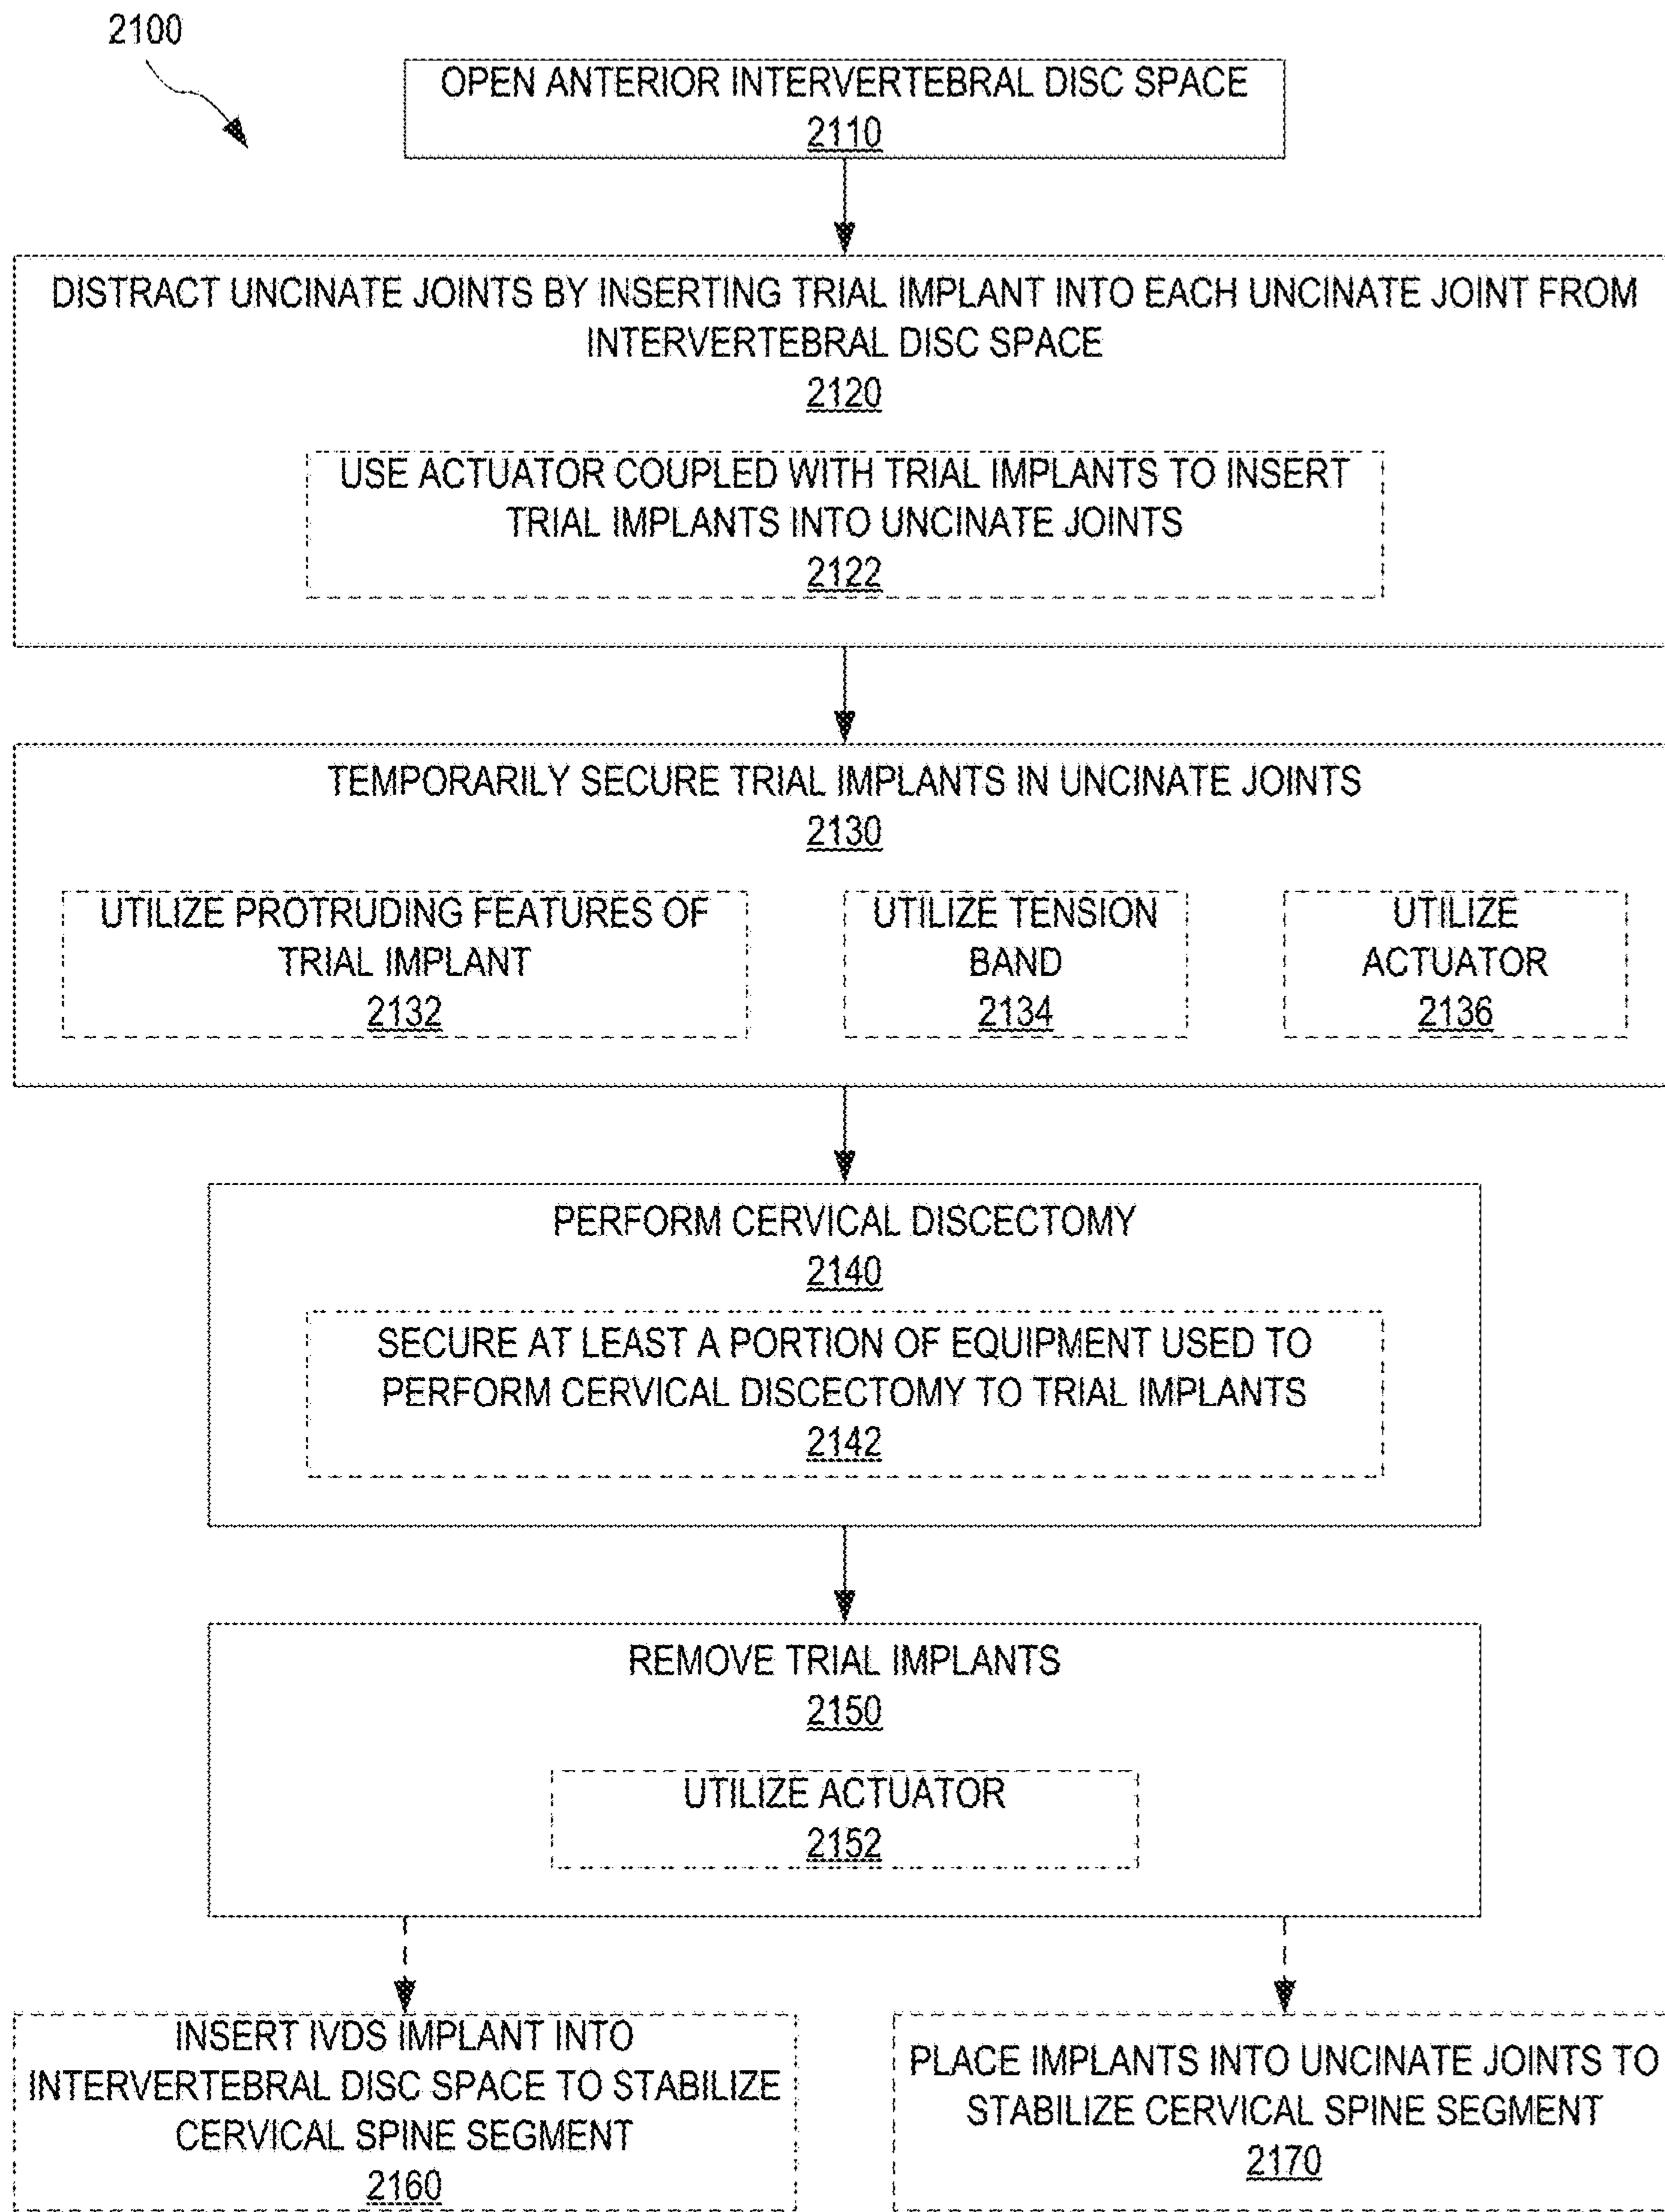 2100
OPEN ANTERIOR INTERVERTEBRAL DISC SPACE
2110
DISTRACT UNCINATE JOINTS BY INSERTING TRIAL IMPLANT INTO EACH UNCINATE JOINT FROM
INTERVERTEBRAL DISC SPACE
2120
USE ACTUATOR COUPLED WITH TRIAL IMPLANTS TO INSERT
TRIAL IMPLANTS INTO UNCINATE JOINTS
2122
TEMPORARILY SECURE TRIAL IMPLANTS IN UNCINATE JOINTS
2130
UTILIZE PROTRUDING FEATURES OF
TRIAL IMPLANT
2132
UTILIZE TENSION
BAND
2134
UTILIZE
ACTUATOR
2136
PERFORM CERVICAL DISCECTOMY
2140
SECURE AT LEAST A PORTION OF EQUIPMENT USED TO
PERFORM CERVICAL DISCECTOMY TO TRIAL IMPLANTS
2142
REMOVE TRIAL IMPLANTS
2150
UTILIZE ACTUATOR
2152
INSERT IVDS IMPLANT INTO
INTERVERTEBRAL DISC SPACE TO STABILIZE
CERVICAL SPINE SEGMENT
2160
PLACE IMPLANTS INTO UNCINATE JOINTS TO
STABILIZE CERVICAL SPINE SEGMENT
2170